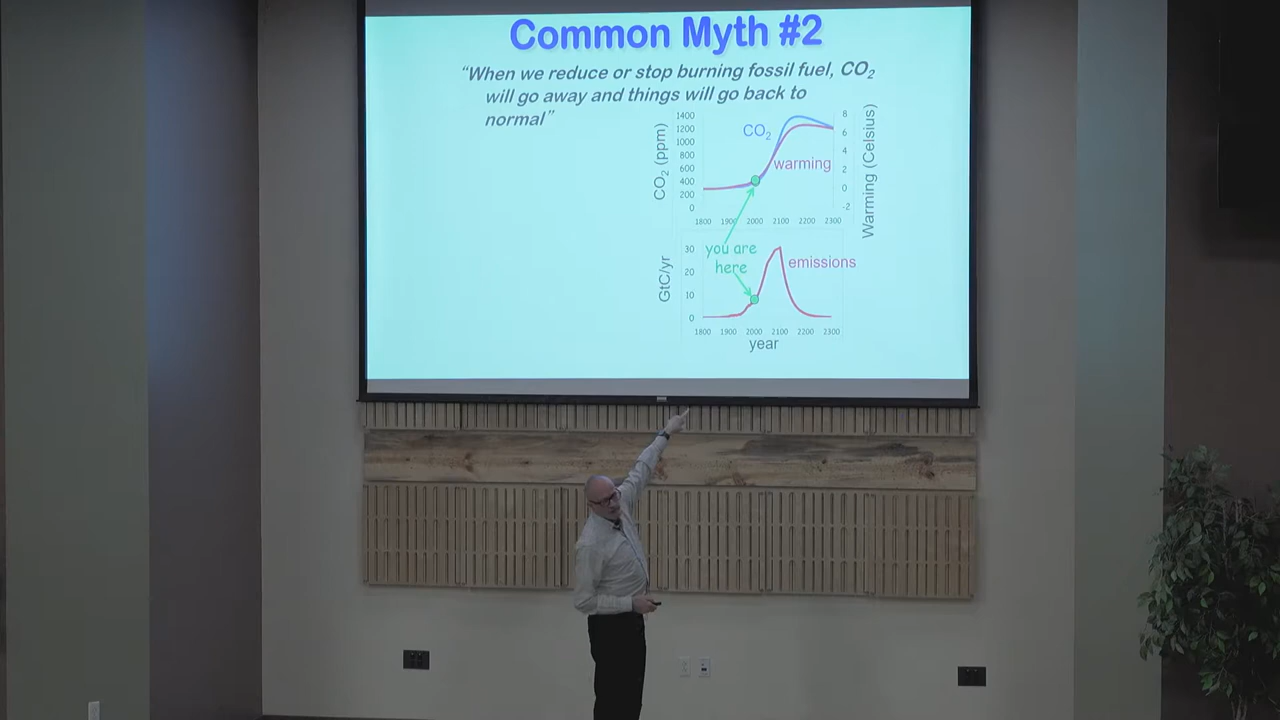 Common Myth #2
“When we reduce or stop burning fossil fuel, CO2
will go away and things will go back to
normal”
CO2 (ppm)
1400
1200
1000
800
600
400
200
0
CO2
warming
8
6
4
2
0
-2
Warming (Celsius)
1800 1900 2000 2100 2200 2300
you are
here
GtC/yr
30
20
10
0
emissions
1800 1900 2000 2100 2200 2300
year